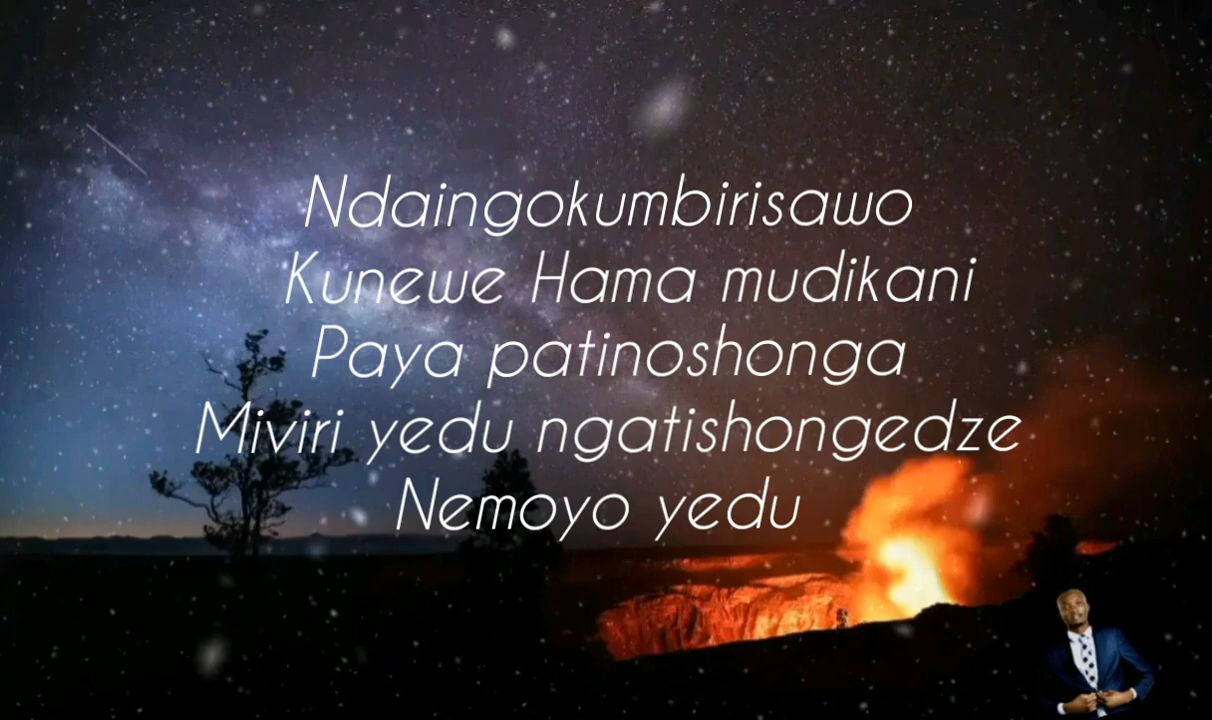 Ndaingokumbirisawo
Kunewe Hama mudikani
Paya patinoshonga
Miviri yedu ngatishongedze
Nemoyo yedu